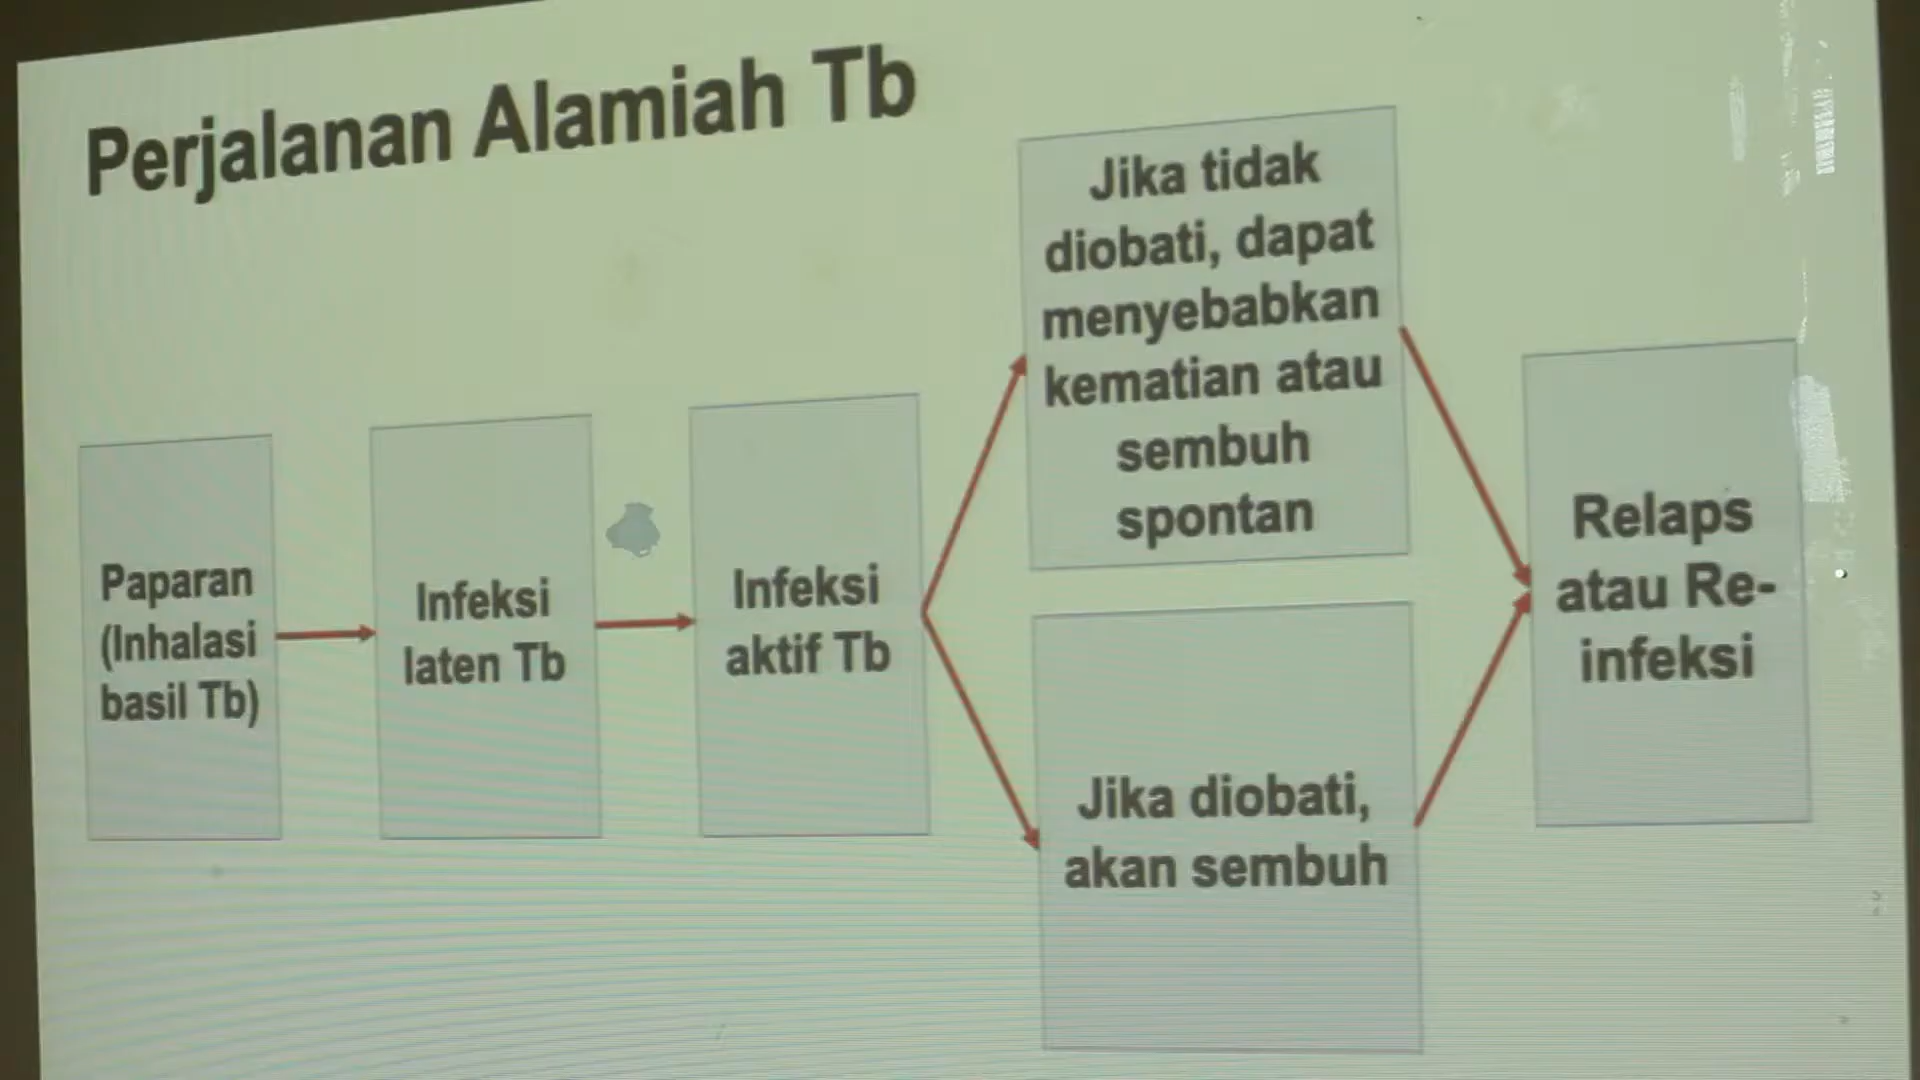 Perjalanan Alamiah Tb
Paparan
(Inhalasi
basil Tb)
Infeksi
laten Tb
Infeksi
aktif Tb
Jika tidak
diobati, dapat
menyebabkan
kematian atau
sembuh
spontan
Jika diobati,
akan sembuh
Relaps
atau Re-
infeksi